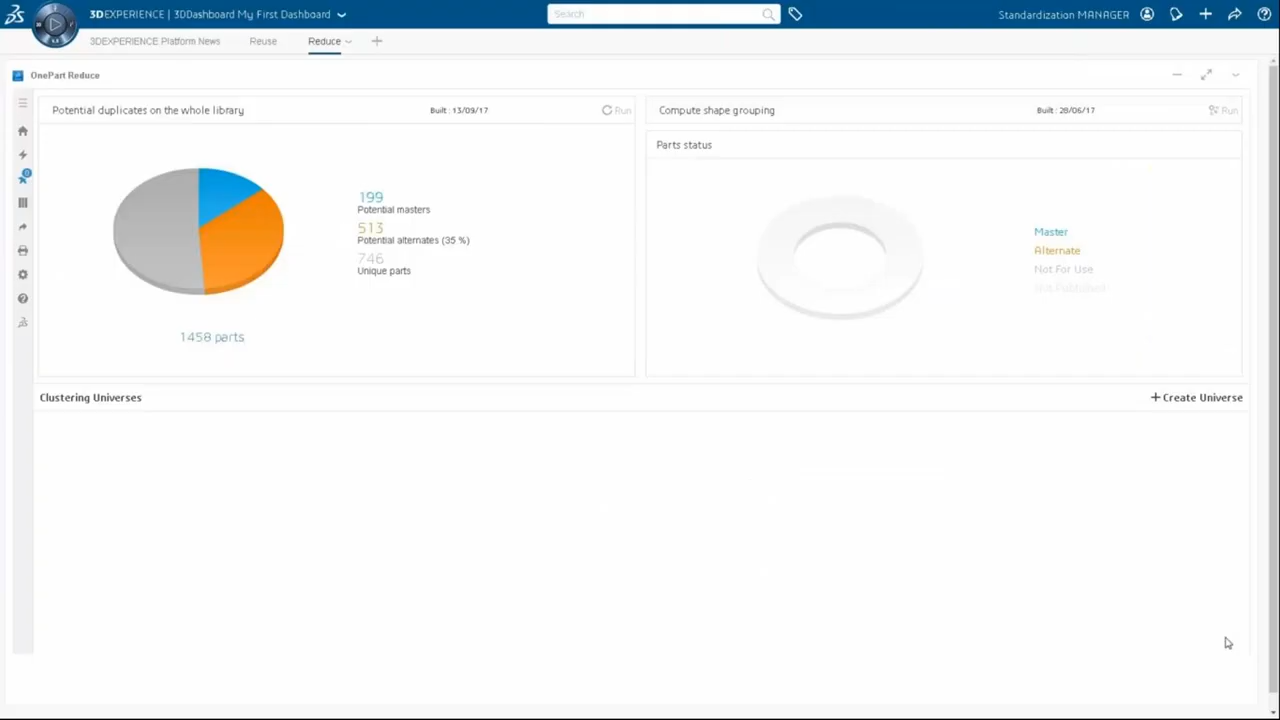 3DEXPERIENCE | 3DDashboard My First Dashboard
Search
Standardization MANAGER
3DEXPERIENCE Platform News
Reuse
Reduce
OnePart Reduce
Potential duplicates on the whole library
Built : 13/09/17
Run
Compute shape grouping
Built : 28/06/17
Run
Parts status
199
Potential masters
513
Potential alternates (35 %)
746
Unique parts
1458 parts
Master
Alternate
Not For Use
Clustering Universes
+ Create Universe